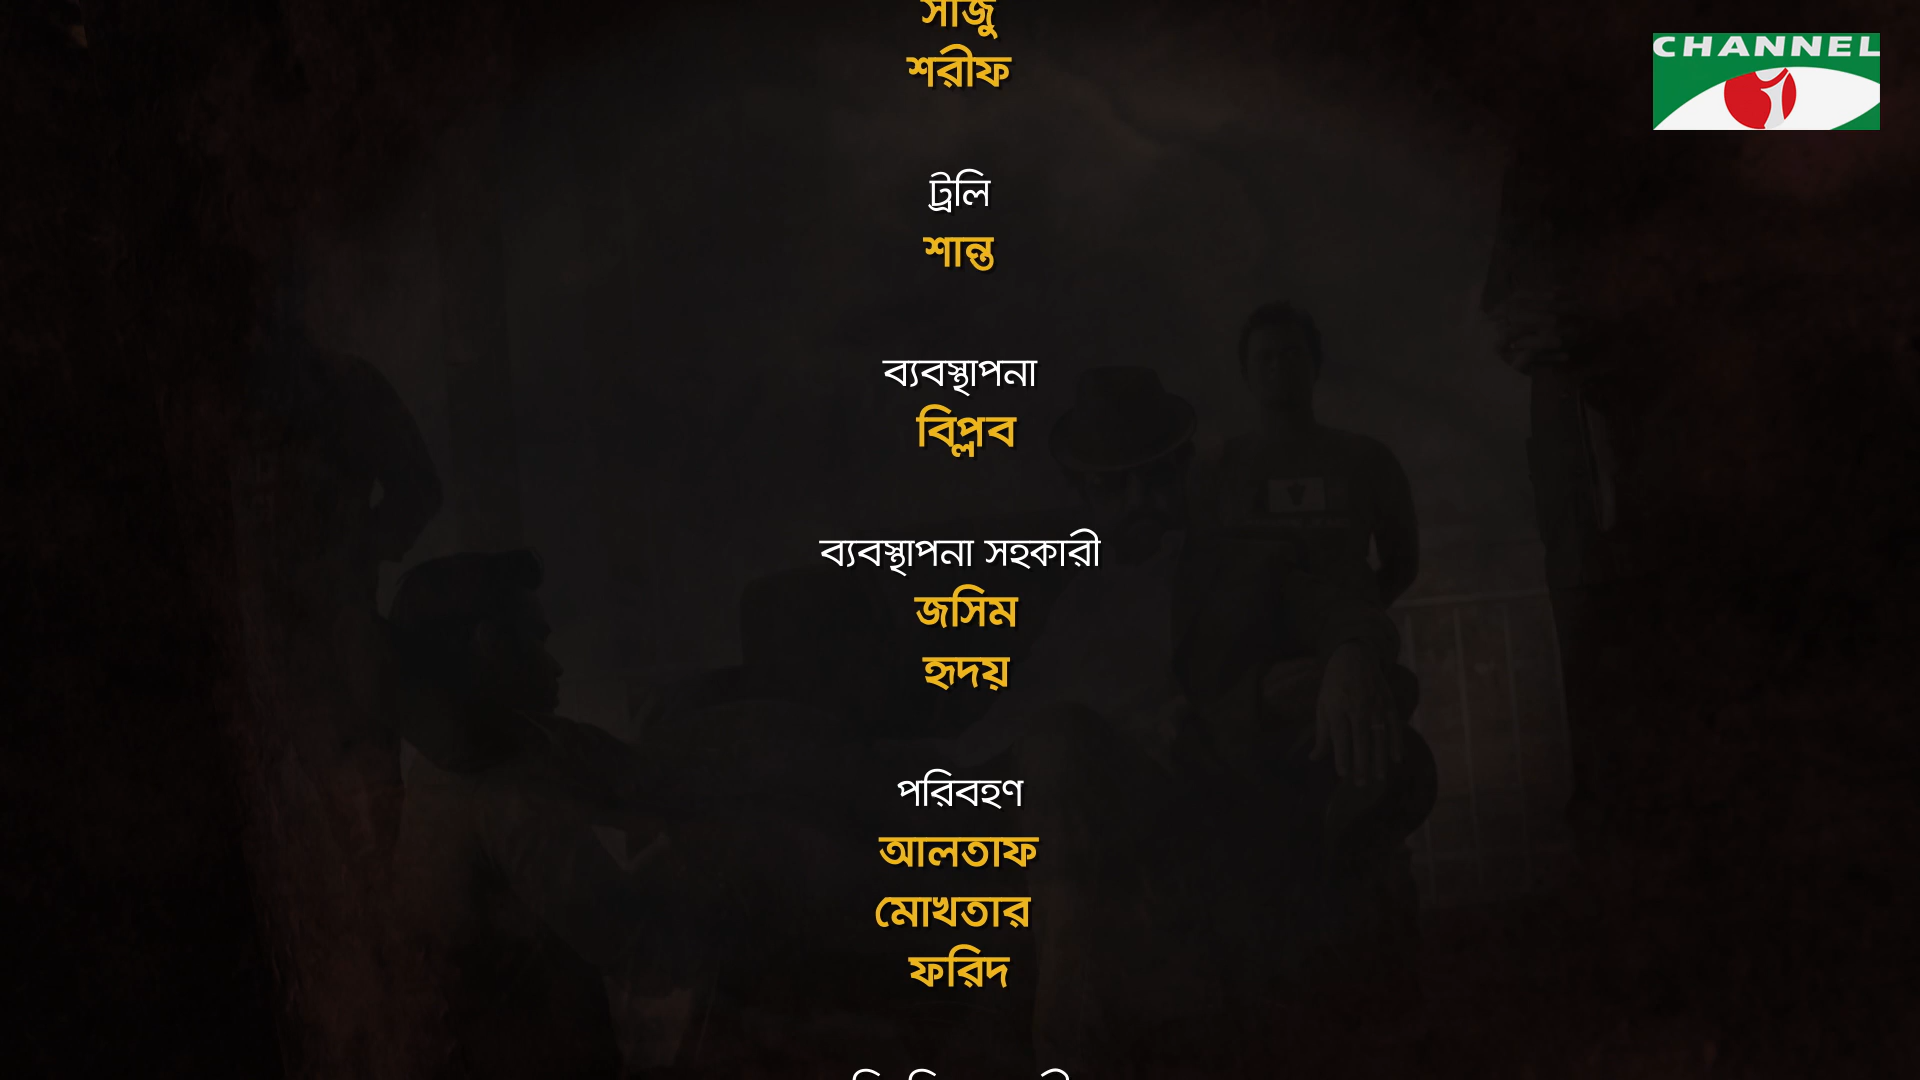 সাজু
শরীফ
CHANNEL
ট্রলি
শান্ত
ব্যবস্থাপনা
বিপ্লব
ব্যবস্থাপনা সহকারী
জসিম
হৃদয়
পরিবহণ
আলতাফ
মোখতার
ফরিদ